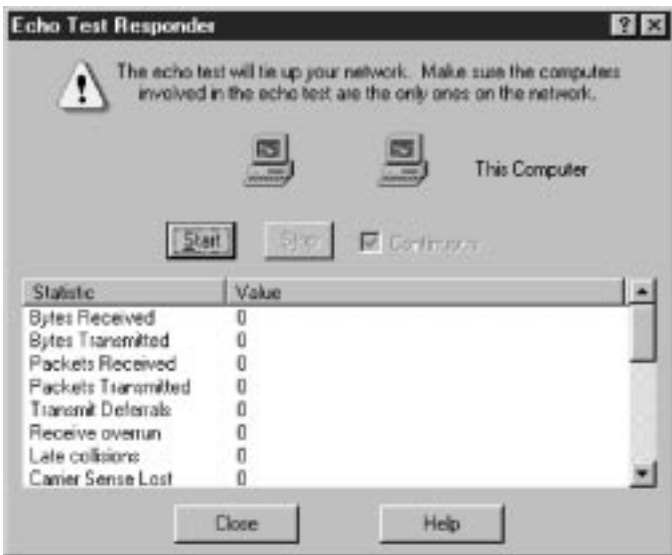 Echo Test Responder
The echo test will tie up your network. Make sure the computers
involved in the echo test are the only ones on the network.
This Computer
Start Stop Continuous
Statistic Value
Bytes Received 0
Bytes Transmitted 0
Packets Received 0
Packets Transmitted 0
Transmit Deferrals 0
Receive overrun 0
Late collisions 0
Carrier Sense Lost 0
Close Help